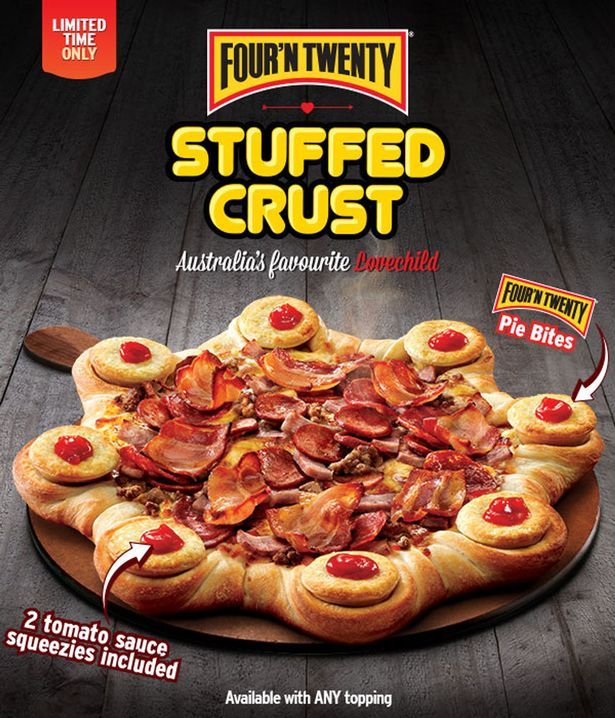 LIMITED
TIME
ONLY
FOUR'N TWENTY®
STUFFED
CRUST
Australia's favourite Lovechild
FOUR'N TWENTY
Pie Bites
2 tomato sauce
squeezies included
Available with ANY topping